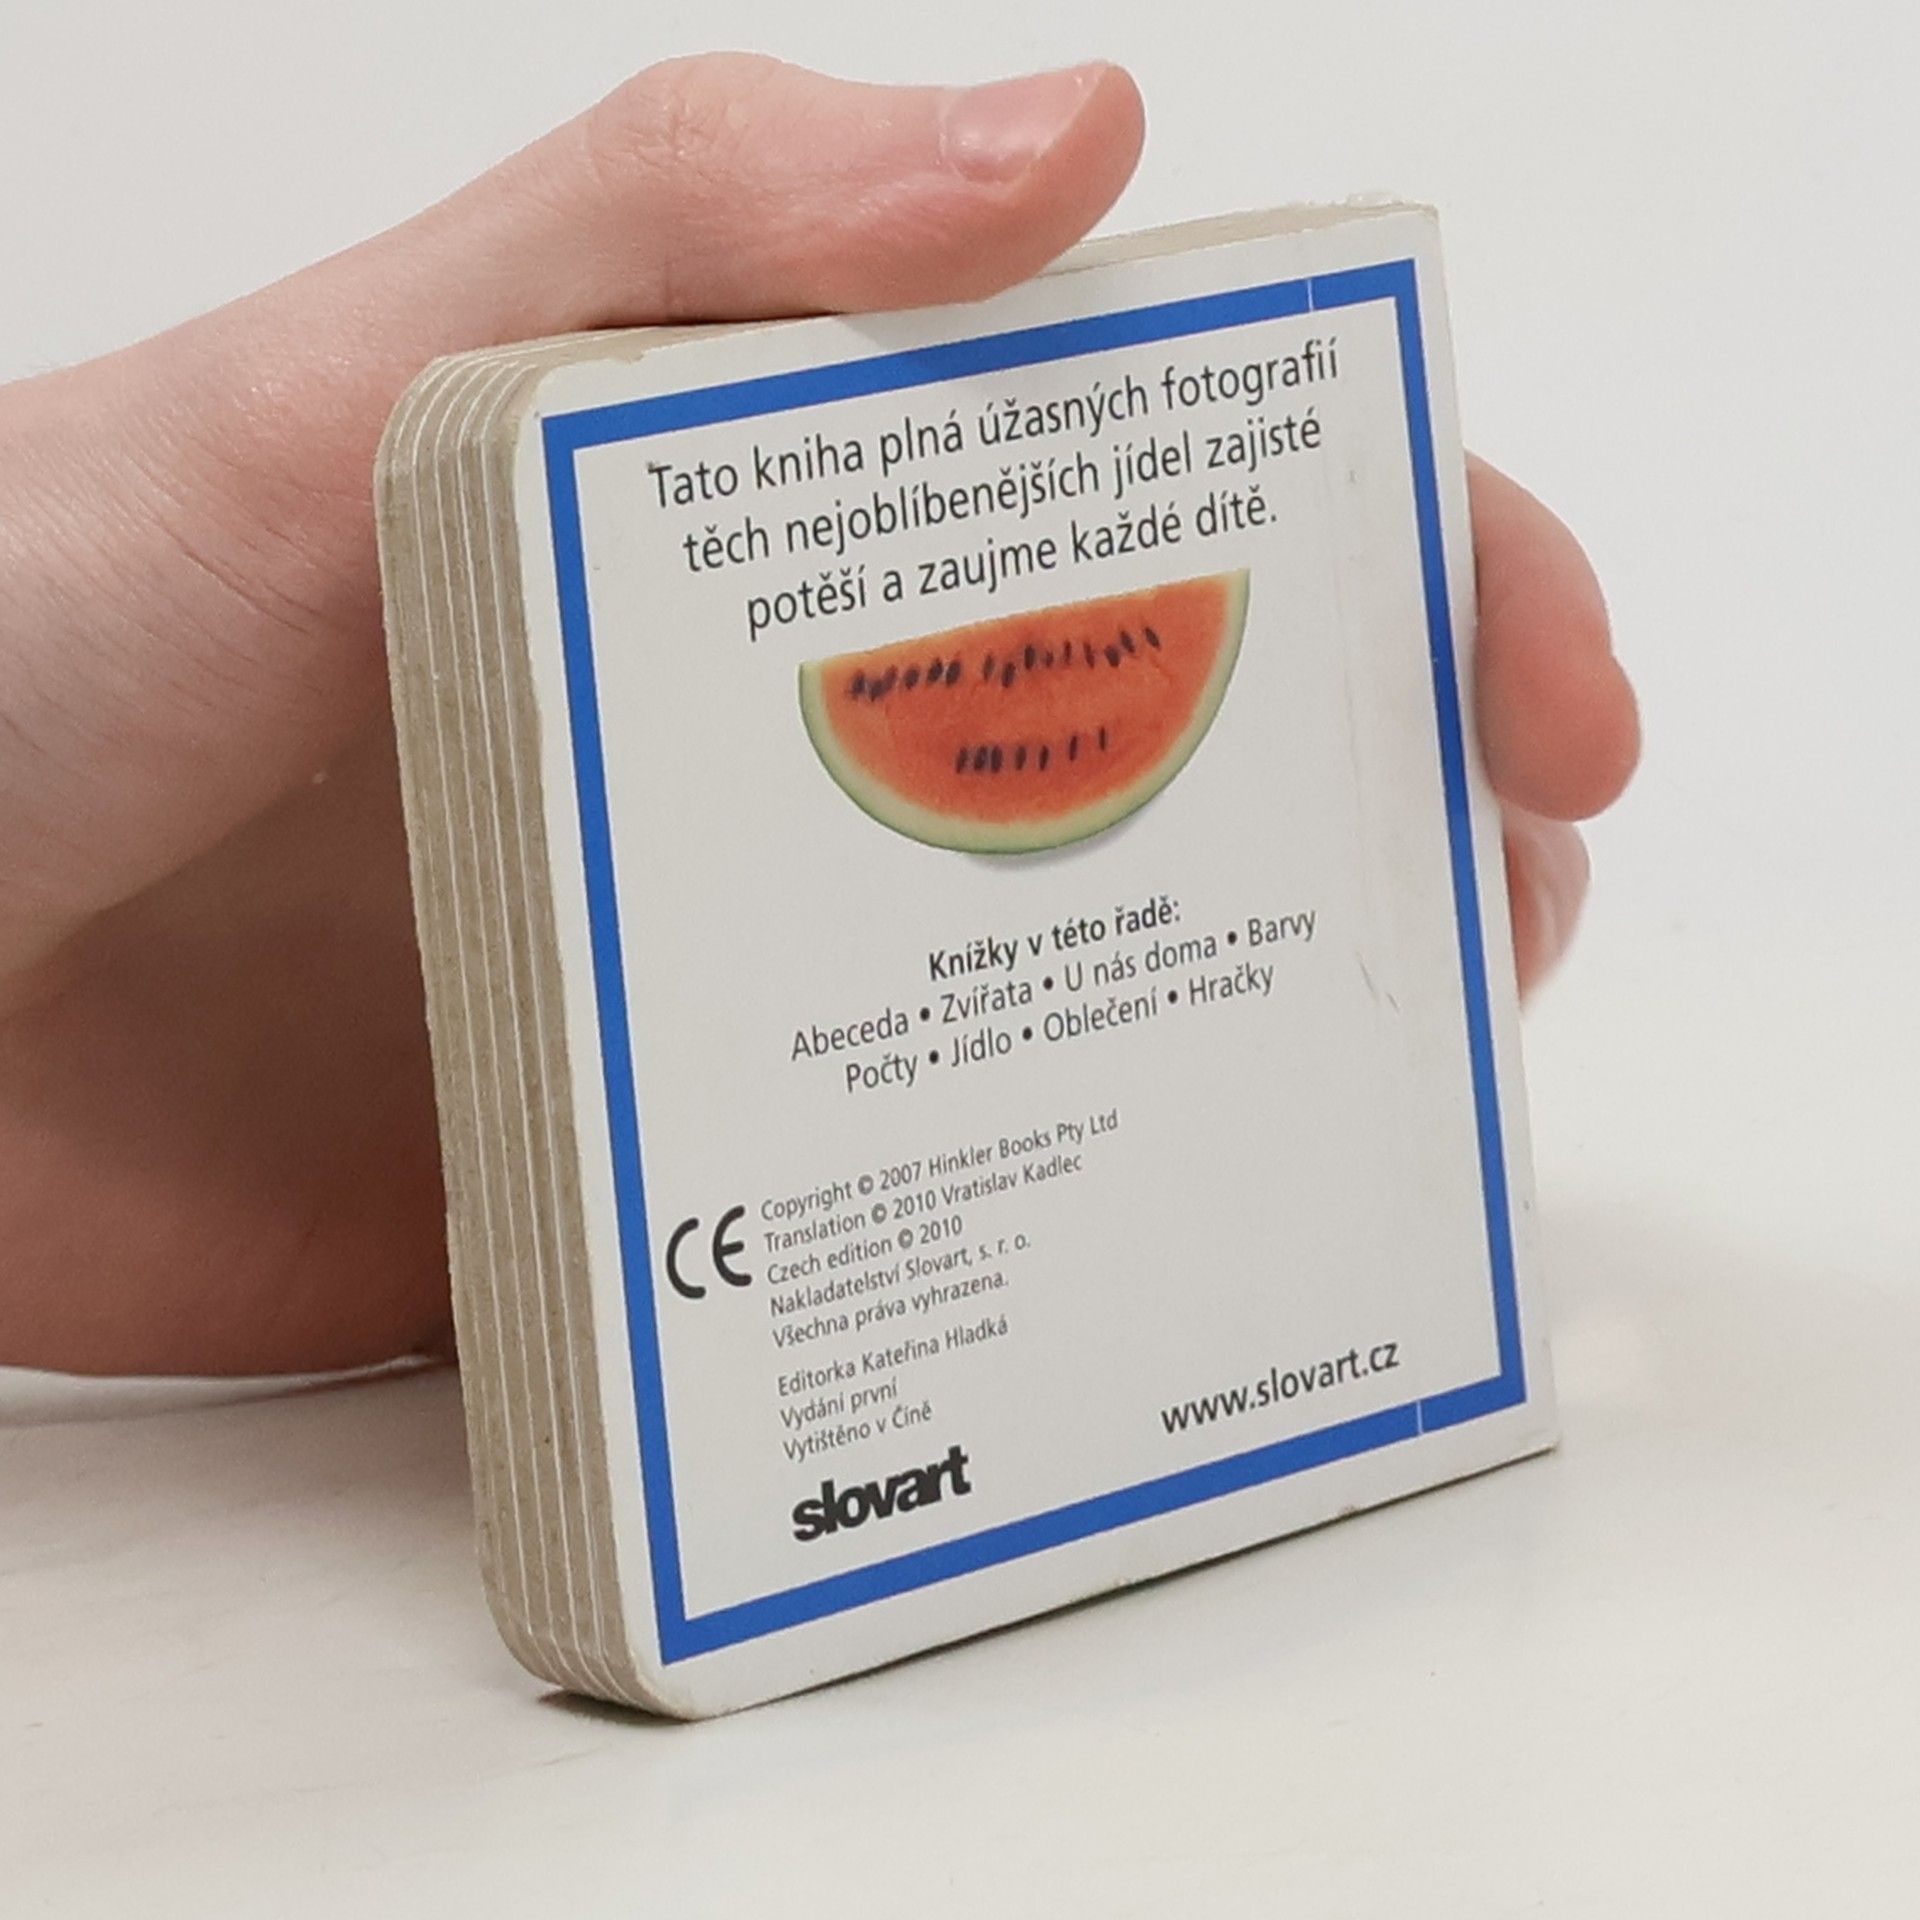 Tato kniha plná úžasných fotografií
těch nejoblíbenějších jídel zajisté
potěší a zaujme každé dítě.
Knížky v této řadě:
Abeceda • Zvířata • U nás doma • Barvy
Počty • Jídlo • Oblečení • Hračky
CE
Copyright © 2007 Hinkler Books Pty Ltd
Translation © 2010 Vratislav Kadlec
Czech edition © 2010
Nakladatelství Slovart, s. r. o.
Všechna práva vyhrazena.
Editorka Kateřina Hladká
Vydání první
Vytištěno v Číně
slovart
www.slovart.cz